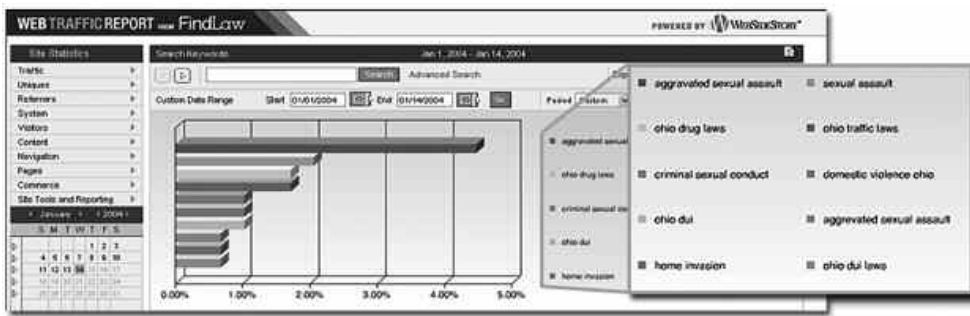 WEB TRAFFIC REPORT FROM FindLaw
POWERED BY WEBSIDESTORY
Site Statistics
Traffic
Uniques
Referrers
System
Visitors
Content
Navigation
Pages
Commerce
Site Tools and Reporting
January 2004
S M T W T F S
1 2 3
4 5 6 7 8 9 10
11 12 13 14
Search Keywords
Jan 1, 2004 - Jan 14, 2004
Search
Advanced Search
Custom Date Range
Start 01/01/2004
End 01/14/2004
Period Custom
0.00% 1.00% 2.00% 3.00% 4.00% 5.00%
aggravated sexual
ohio drug laws
criminal sexual
ohio dui
home invasion
aggravated sexual assault
sexual assault
ohio drug laws
ohio traffic laws
criminal sexual conduct
domestic violence ohio
ohio dui
aggrevated sexual assault
home invasion
ohio dui laws